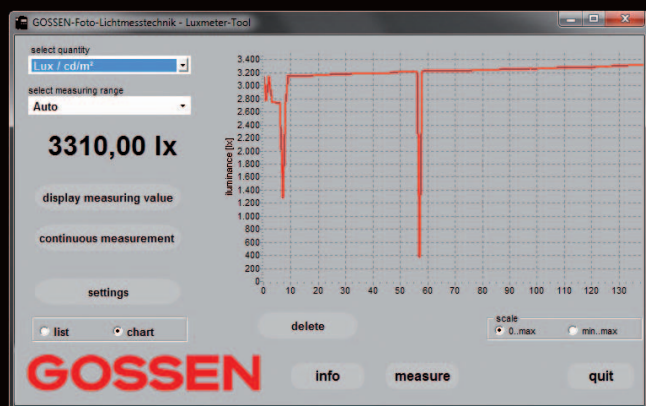 GOSSEN-Foto-Lichtmesstechnik - Luxmeter-Tool
select quantity
Lux / cd/m²
select measuring range
Auto
3310,00 lx
display measuring value
continuous measurement
settings
list chart
iluminance [lx]
3.400
3.200
3.000
2.800
2.600
2.400
2.200
2.000
1.800
1.600
1.400
1.200
1.000
800
600
400
200
0
0 10 20 30 40 50 60 70 80 90 100 110 120 130
delete
scale
0..max min..max
GOSSEN
info measure quit